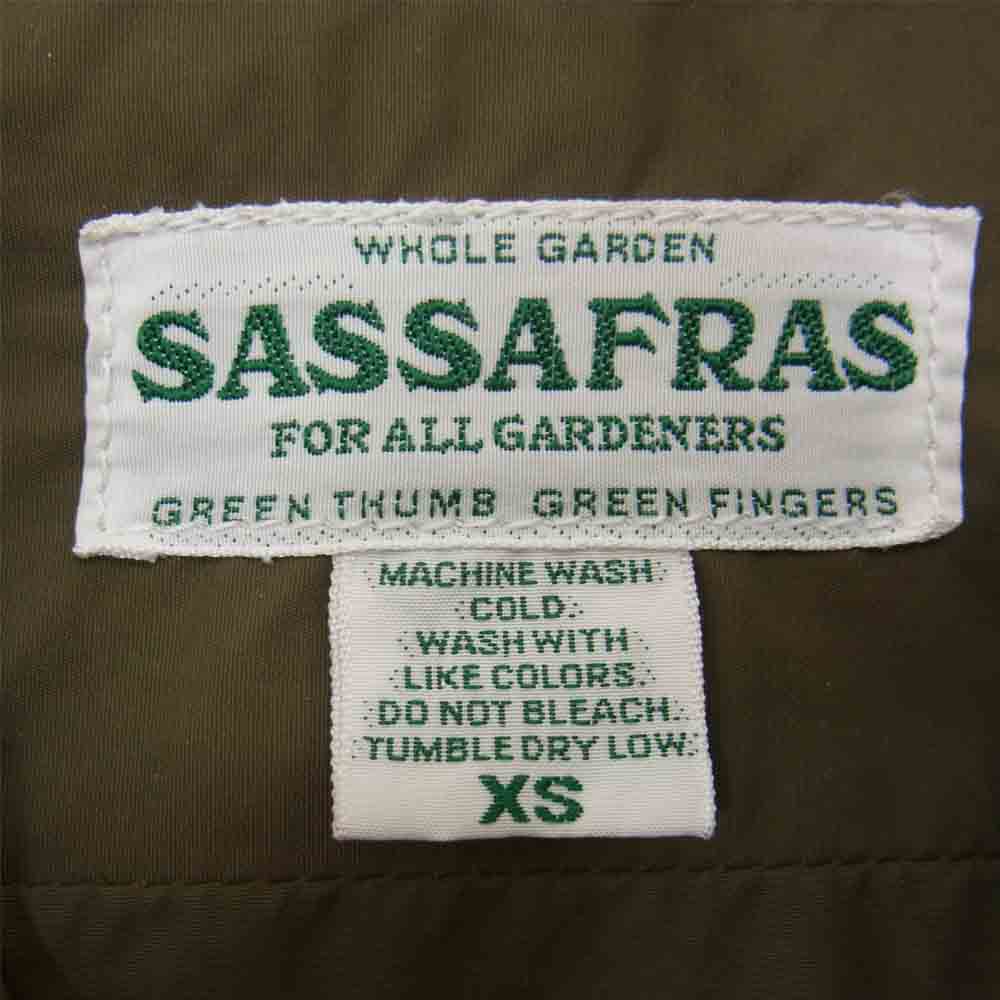 WHOLE GARDEN
SASSAFRAS
FOR ALL GARDENERS
GREEN THUMB GREEN FINGERS
MACHINE WASH
COLD.
WASH WITH
LIKE COLORS.
DO NOT BLEACH.
TUMBLE DRY LOW.
XS